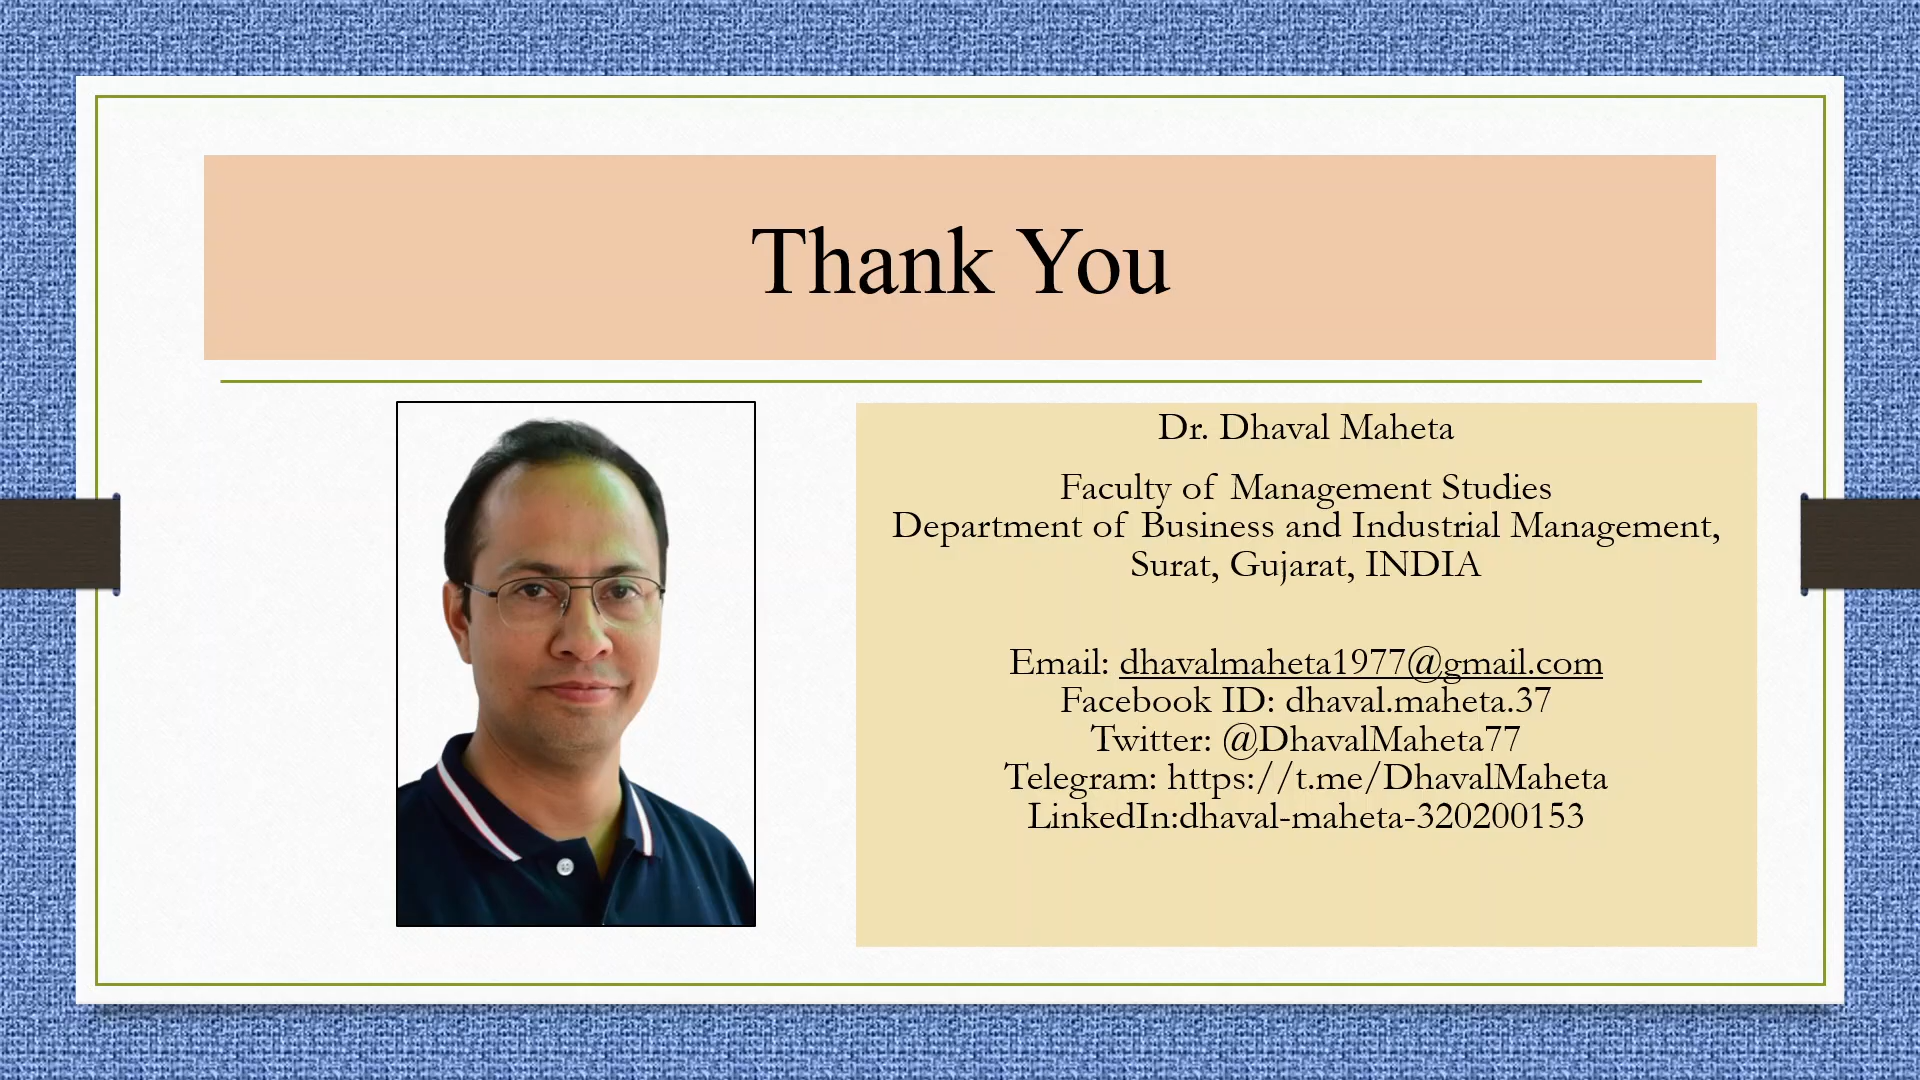 Thank You
Dr. Dhaval Maheta
Faculty of Management Studies
Department of Business and Industrial Management,
Surat, Gujarat, INDIA
Email: dhavalmaheta1977@gmail.com
Facebook ID: dhaval.maheta.37
Twitter: @DhavalMaheta77
Telegram: https://t.me/DhavalMaheta
LinkedIn:dhaval-maheta-320200153